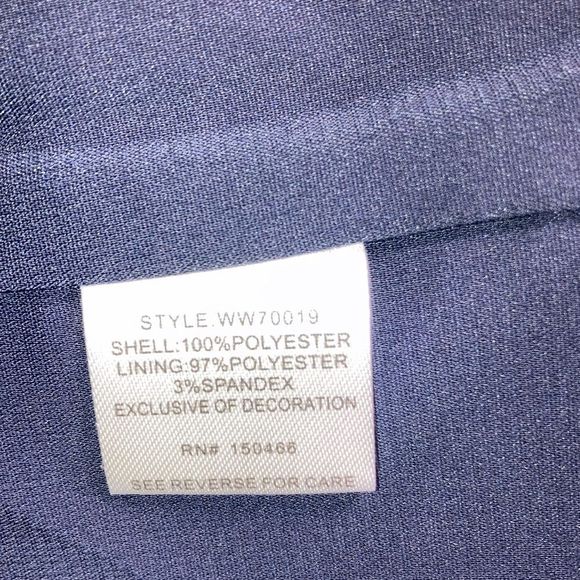 STYLE:WW70019
SHELL:100%POLYESTER
LINING:97%POLYESTER
3%SPANDEX
EXCLUSIVE OF DECORATION
RN# 150466
SEE REVERSE FOR CARE